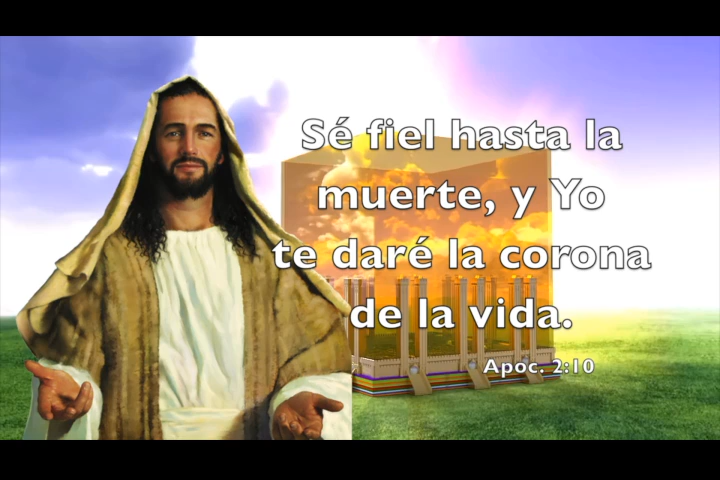 Sé fiel hasta la
muerte, y Yo
te daré la corona
de la vida.
Apoc. 2:10